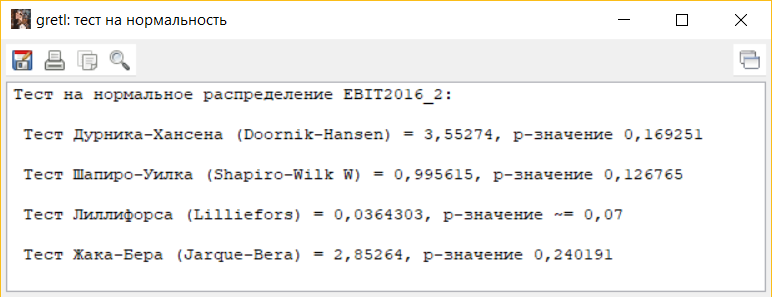 gretl: тест на нормальность
Тест на нормальное распределение EBIT2016_2:
Тест Дурника-Хансена (Doornik-Hansen) = 3,55274, p-значение 0,169251
Тест Шапиро-Уилка (Shapiro-Wilk W) = 0,995615, p-значение 0,126765
Тест Лиллифорса (Lilliefors) = 0,0364303, p-значение ~= 0,07
Тест Жака-Бера (Jarque-Bera) = 2,85264, p-значение 0,240191